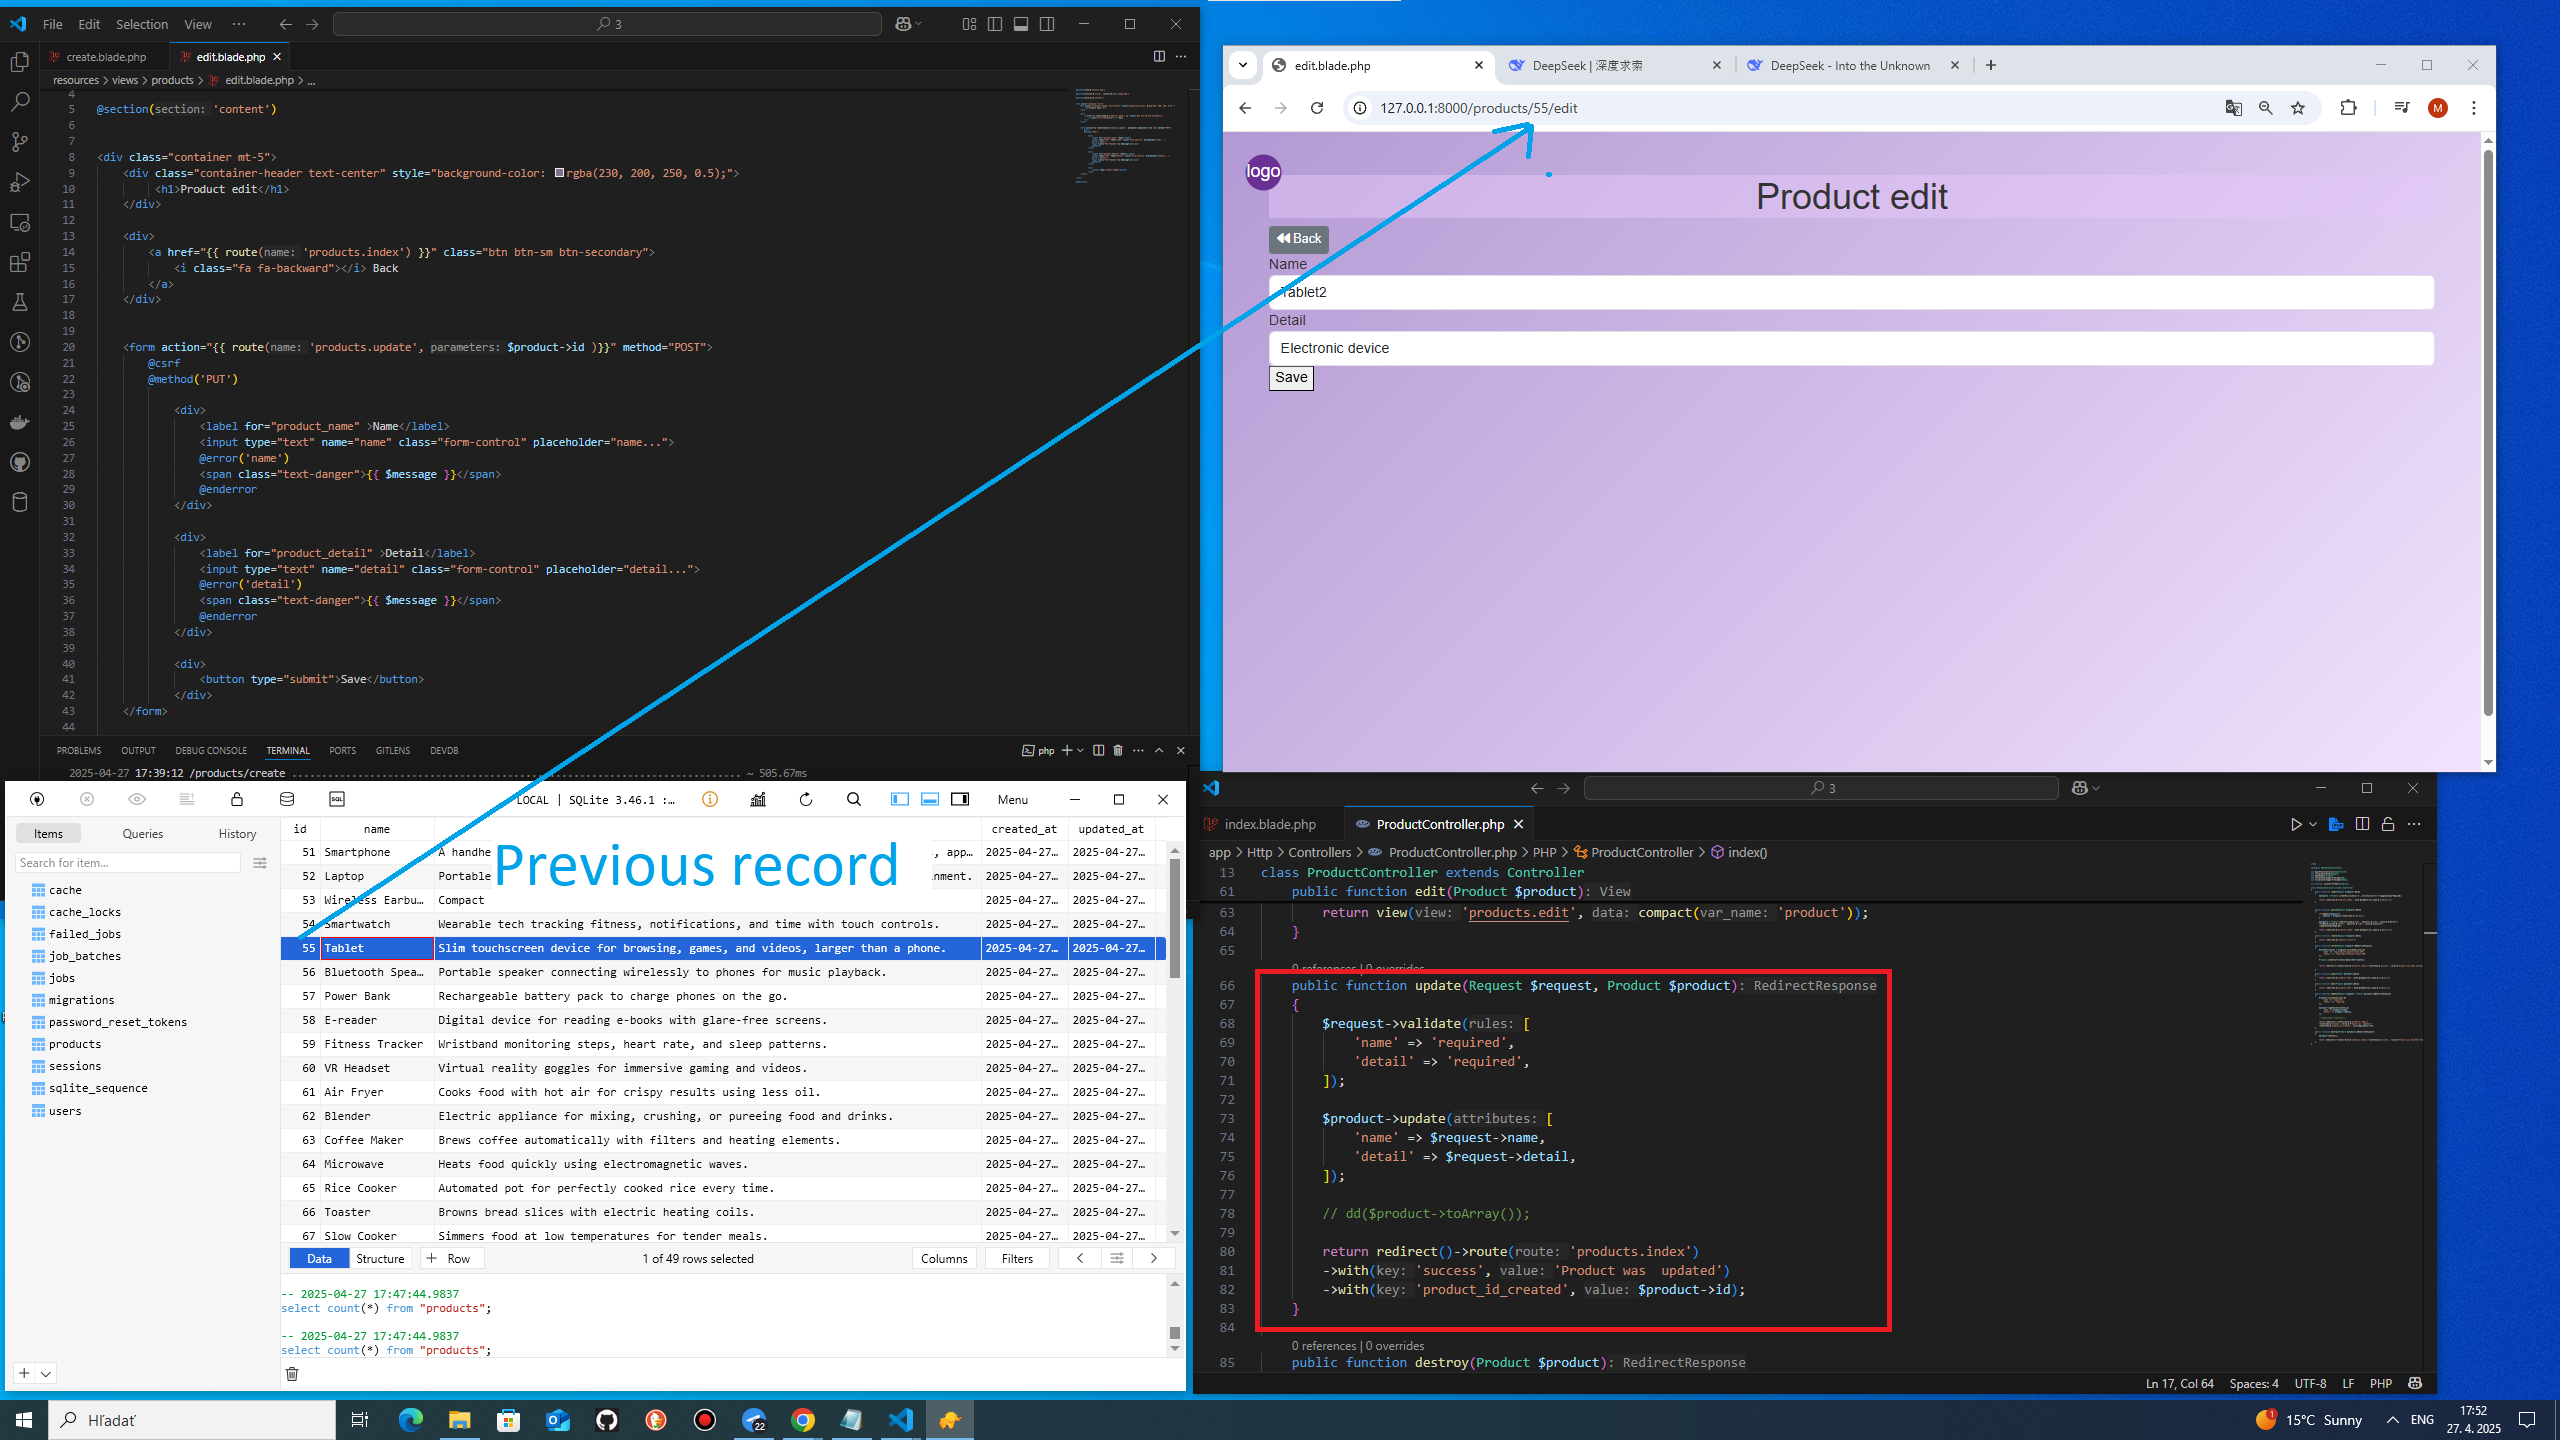 File Edit Selection View ··· 3
create.blade.php edit.blade.php
resources > views > products > edit.blade.php > ...
4
5 @section(section: 'content')
6
7
8 <div class="container mt-5">
9 <div class="container-header text-center" style="background-color: rgba(230, 200, 250, 0.5);">
10 <h1>Product edit</h1>
11 </div>
12
13 <div>
14 <a href="{{ route(name: 'products.index') }}" class="btn btn-sm btn-secondary">
15 <i class="fa fa-backward"></i> Back
16 </a>
17 </div>
18
19
20 <form action="{{ route(name: 'products.update', parameters: $product->id )}}" method="POST">
21 @csrf
22 @method('PUT')
23
24 <div>
25 <label for="product_name" >Name</label>
26 <input type="text" name="name" class="form-control" placeholder="name...">
27 @error('name')
28 <span class="text-danger">{{ $message }}</span>
29 @enderror
30 </div>
31
32 <div>
33 <label for="product_detail" >Detail</label>
34 <input type="text" name="detail" class="form-control" placeholder="detail...">
35 @error('detail')
36 <span class="text-danger">{{ $message }}</span>
37 @enderror
38 </div>
39
40 <div>
41 <button type="submit">Save</button>
42 </div>
43 </form>
44
PROBLEMS OUTPUT DEBUG CONSOLE TERMINAL PORTS GITLENS DEVDB php
2025-04-27 17:39:12 /products/create ~ 505.67ms
edit.blade.php DeepSeek | 深度求索 DeepSeek - Into the Unknown
127.0.0.1:8000/products/55/edit M
logo
Product edit
Back
Name
Tablet2
Detail
Electronic device
Save
LOCAL | SQLite 3.46.1 :... Menu
SQL
Items Queries History
Search for item...
cache
cache_locks
failed_jobs
job_batches
jobs
migrations
password_reset_tokens
products
sessions
sqlite_sequence
users
id name created_at updated_at
Previous record
51 Smartphone A handhe , app… 2025-04-27… 2025-04-27…
52 Laptop Portable nment. 2025-04-27… 2025-04-27…
53 Wireless Earbu… Compact 2025-04-27… 2025-04-27…
54 Smartwatch Wearable tech tracking fitness, notifications, and time with touch controls. 2025-04-27… 2025-04-27…
55 Tablet Slim touchscreen device for browsing, games, and videos, larger than a phone. 2025-04-27… 2025-04-27…
56 Bluetooth Spea… Portable speaker connecting wirelessly to phones for music playback. 2025-04-27… 2025-04-27…
57 Power Bank Rechargeable battery pack to charge phones on the go. 2025-04-27… 2025-04-27…
58 E-reader Digital device for reading e-books with glare-free screens. 2025-04-27… 2025-04-27…
59 Fitness Tracker Wristband monitoring steps, heart rate, and sleep patterns. 2025-04-27… 2025-04-27…
60 VR Headset Virtual reality goggles for immersive gaming and videos. 2025-04-27… 2025-04-27…
61 Air Fryer Cooks food with hot air for crispy results using less oil. 2025-04-27… 2025-04-27…
62 Blender Electric appliance for mixing, crushing, or pureeing food and drinks. 2025-04-27… 2025-04-27…
63 Coffee Maker Brews coffee automatically with filters and heating elements. 2025-04-27… 2025-04-27…
64 Microwave Heats food quickly using electromagnetic waves. 2025-04-27… 2025-04-27…
65 Rice Cooker Automated pot for perfectly cooked rice every time. 2025-04-27… 2025-04-27…
66 Toaster Browns bread slices with electric heating coils. 2025-04-27… 2025-04-27…
67 Slow Cooker Simmers food at low temperatures for tender meals. 2025-04-27… 2025-04-27…
Data Structure + Row 1 of 49 rows selected Columns Filters
-- 2025-04-27 17:47:44.9837
select count(*) from "products";
-- 2025-04-27 17:47:44.9837
select count(*) from "products";
3
index.blade.php ProductController.php
app > Http > Controllers > ProductController.php > PHP > ProductController > index()
13 class ProductController extends Controller
61 public function edit(Product $product): View
63 return view(view: 'products.edit', data: compact(var_name: 'product'));
64 }
65
0 references | 0 overrides
66 public function update(Request $request, Product $product): RedirectResponse
67 {
68 $request->validate(rules: [
69 'name' => 'required',
70 'detail' => 'required',
71 ]);
72
73 $product->update(attributes: [
74 'name' => $request->name,
75 'detail' => $request->detail,
76 ]);
77
78 // dd($product->toArray());
79
80 return redirect()->route(route: 'products.index')
81 ->with(key: 'success', value: 'Product was  updated')
82 ->with(key: 'product_id_created', value: $product->id);
83 }
84
0 references | 0 overrides
85 public function destroy(Product $product): RedirectResponse
Ln 17, Col 64 Spaces: 4 UTF-8 LF PHP
Hľadať 22 1 15°C Sunny ENG 17:52
27. 4. 2025